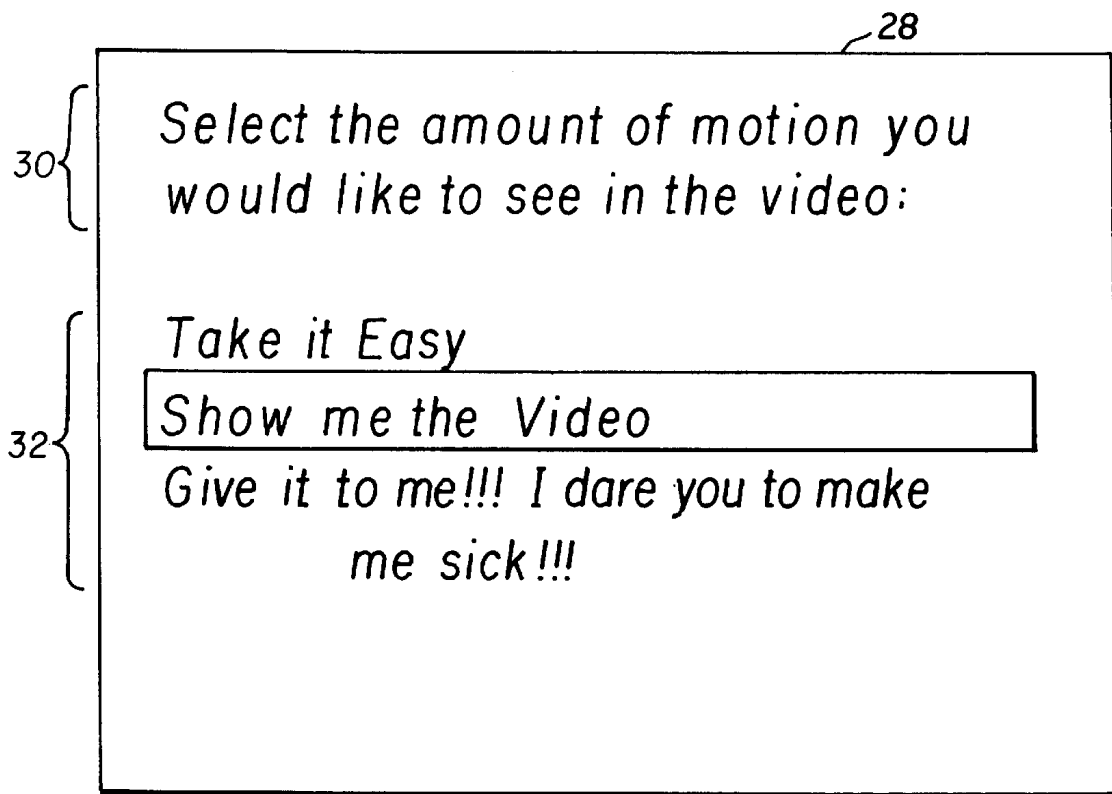 28
30
Select the amount of motion you
would like to see in the video:
32
Take it Easy
Show me the Video
Give it to me!!! I dare you to make
me sick!!!